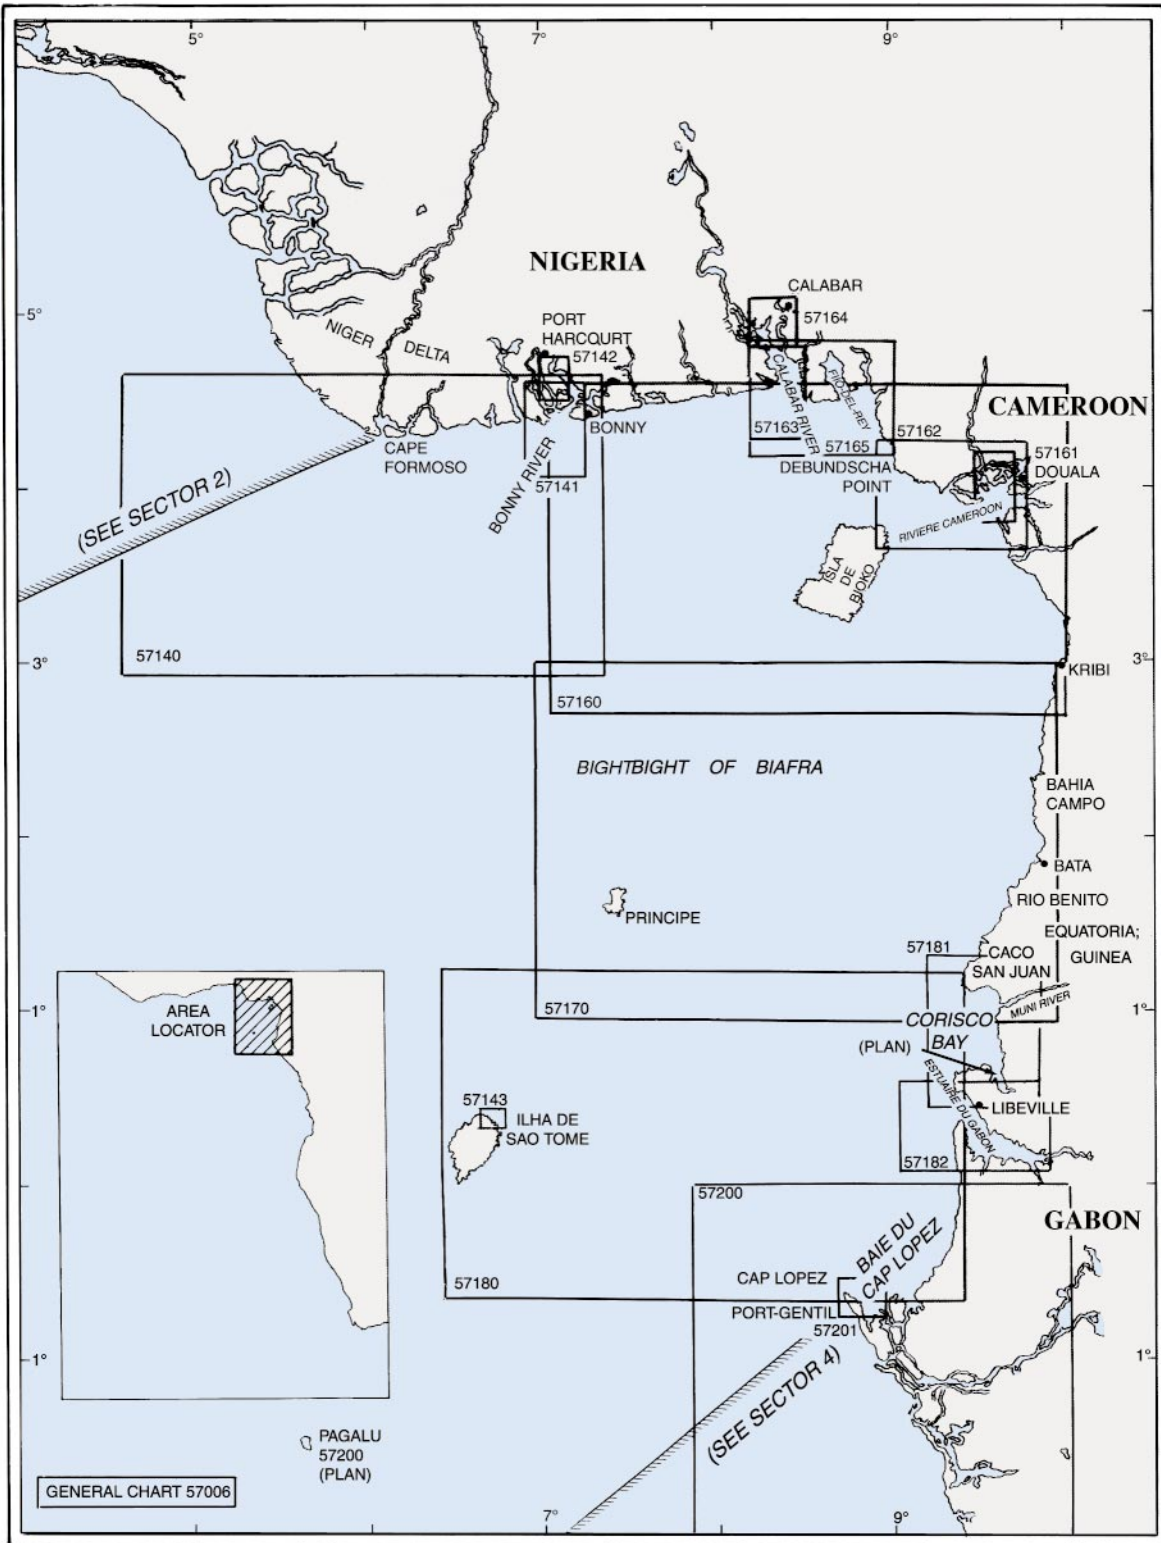 5°
7°
9°
NIGERIA
CALABAR
57164
5°
PORT
HARCOURT
57142
NIGER DELTA
CALABAR RIVER
RIO-DEL-REY
CAMEROON
57163
57165
57162
BONNY
CAPE
FORMOSO
BONNY RIVER
57141
DEBUNDSCHA
POINT
57161
DOUALA
(SEE SECTOR 2)
RIVIERE CAMEROON
ISLA
DE
BIOKO
57140
3°
3°
KRIBI
57160
BIGHTBIGHT OF BIAFRA
BAHIA
CAMPO
BATA
RIO BENITO
PRINCIPE
EQUATORIA;
GUINEA
57181
CACO
SAN JUAN
MUNI RIVER
AREA
LOCATOR
1°
57170
1°
CORISCO
BAY
(PLAN)
ESTUAIRE DU GABON
57143
ILHA DE
SAO TOME
LIBEVILLE
57182
57200
GABON
BAIE DU
CAP LOPEZ
57180
CAP LOPEZ
PORT-GENTIL
57201
1°
1°
(SEE SECTOR 4)
PAGALU
57200
(PLAN)
GENERAL CHART 57006
7°
9°